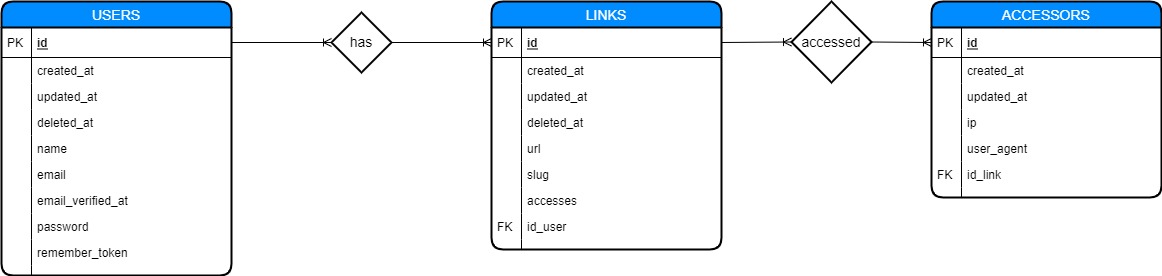 USERS
PK id
created_at
updated_at
deleted_at
name
email
email_verified_at
password
remember_token
has
LINKS
PK id
created_at
updated_at
deleted_at
url
slug
accesses
FK id_user
accessed
ACCESSORS
PK id
created_at
updated_at
ip
user_agent
FK id_link